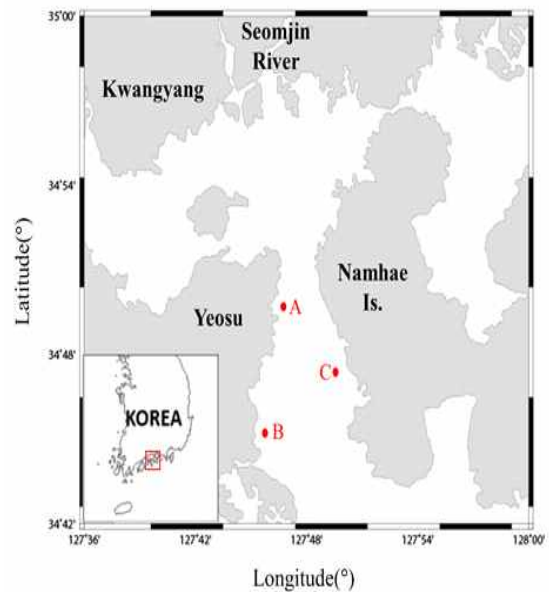 35°00'
Seomjin
River
Kwangyang
34°54'
Namhae
Is.
A
Yeosu
34°48'
C
KOREA
B
34°42'
127°36' 127°42' 127°48' 127°54' 128°00'
Latitude(°)
Longitude(°)